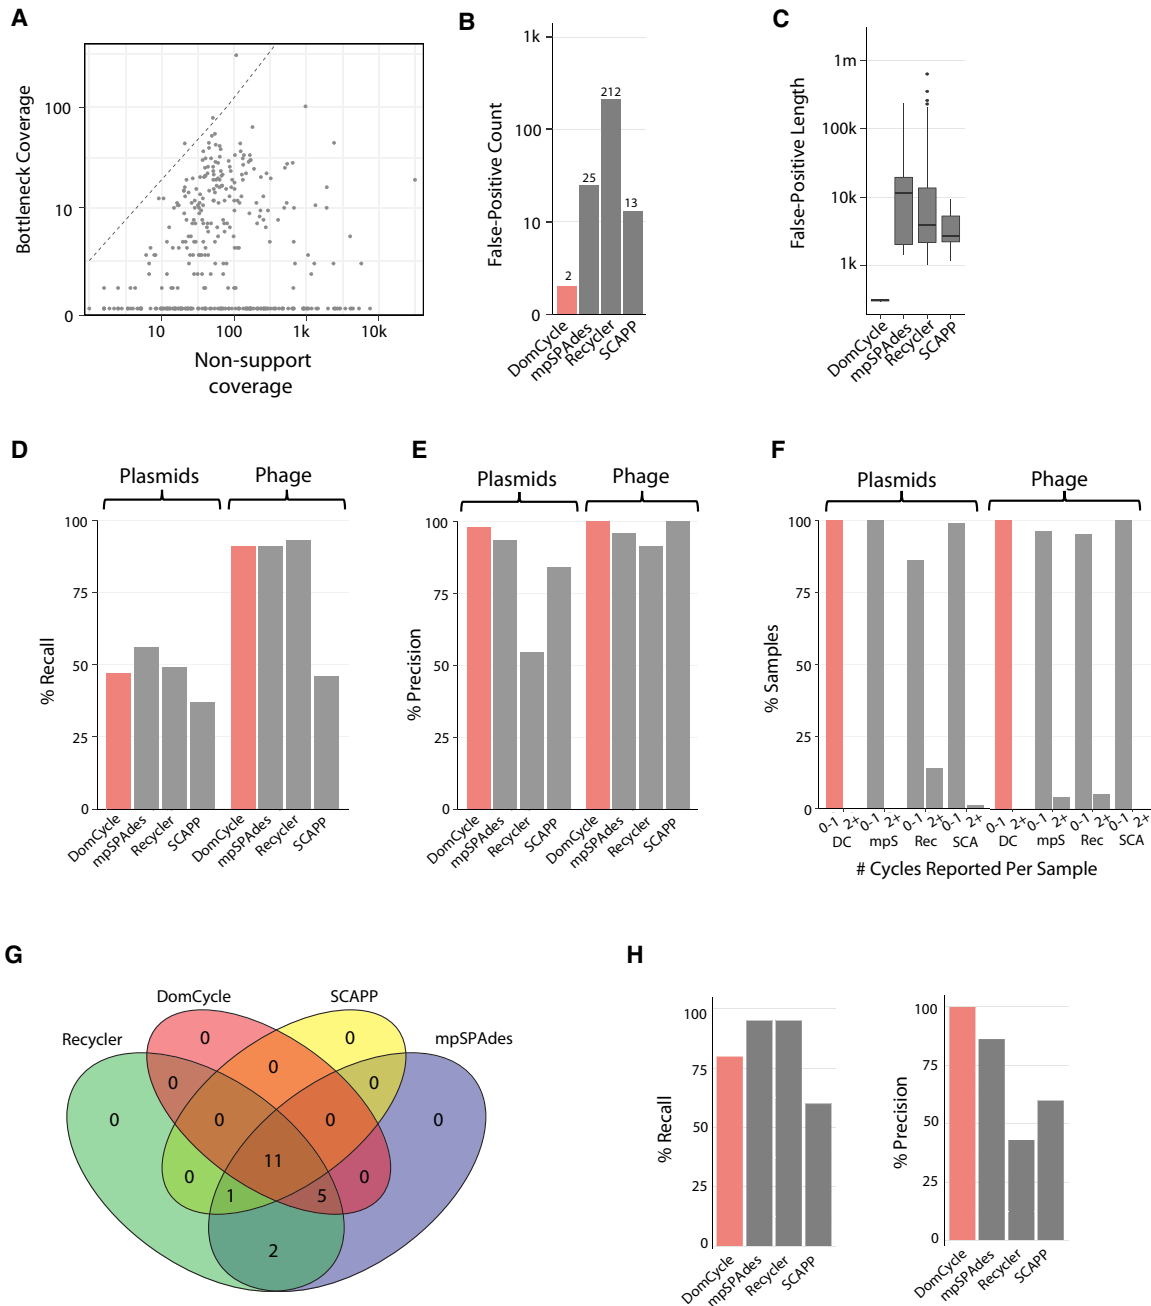 A
Bottleneck Coverage
100
10
0
10
100
1k
10k
Non-support
coverage
B
False-Positive Count
1k
100
10
0
2
25
212
13
DomCycle
mpSPAdes
Recycler
SCAPP
C
False-Positive Length
1m
100k
10k
1k
DomCycle
mpSPAdes
Recycler
SCAPP
D
Plasmids
Phage
% Recall
100
75
50
25
0
DomCycle
mpSPAdes
Recycler
SCAPP
DomCycle
mpSPAdes
Recycler
SCAPP
E
Plasmids
Phage
% Precision
100
75
50
25
0
DomCycle
mpSPAdes
Recycler
SCAPP
DomCycle
mpSPAdes
Recycler
SCAPP
F
Plasmids
Phage
% Samples
100
75
50
25
0
0-1 2+ 0-1 2+ 0-1 2+ 0-1 2+ 0-1 2+ 0-1 2+ 0-1 2+ 0-1 2+
DC mpS Rec SCA DC mpS Rec SCA
# Cycles Reported Per Sample
G
DomCycle
SCAPP
Recycler
mpSPAdes
0
0
0
0
0
0
0
0
0
11
0
0
1
5
2
H
% Recall
100
75
50
25
0
DomCycle
mpSPAdes
Recycler
SCAPP
% Precision
100
75
50
25
0
DomCycle
mpSPAdes
Recycler
SCAPP